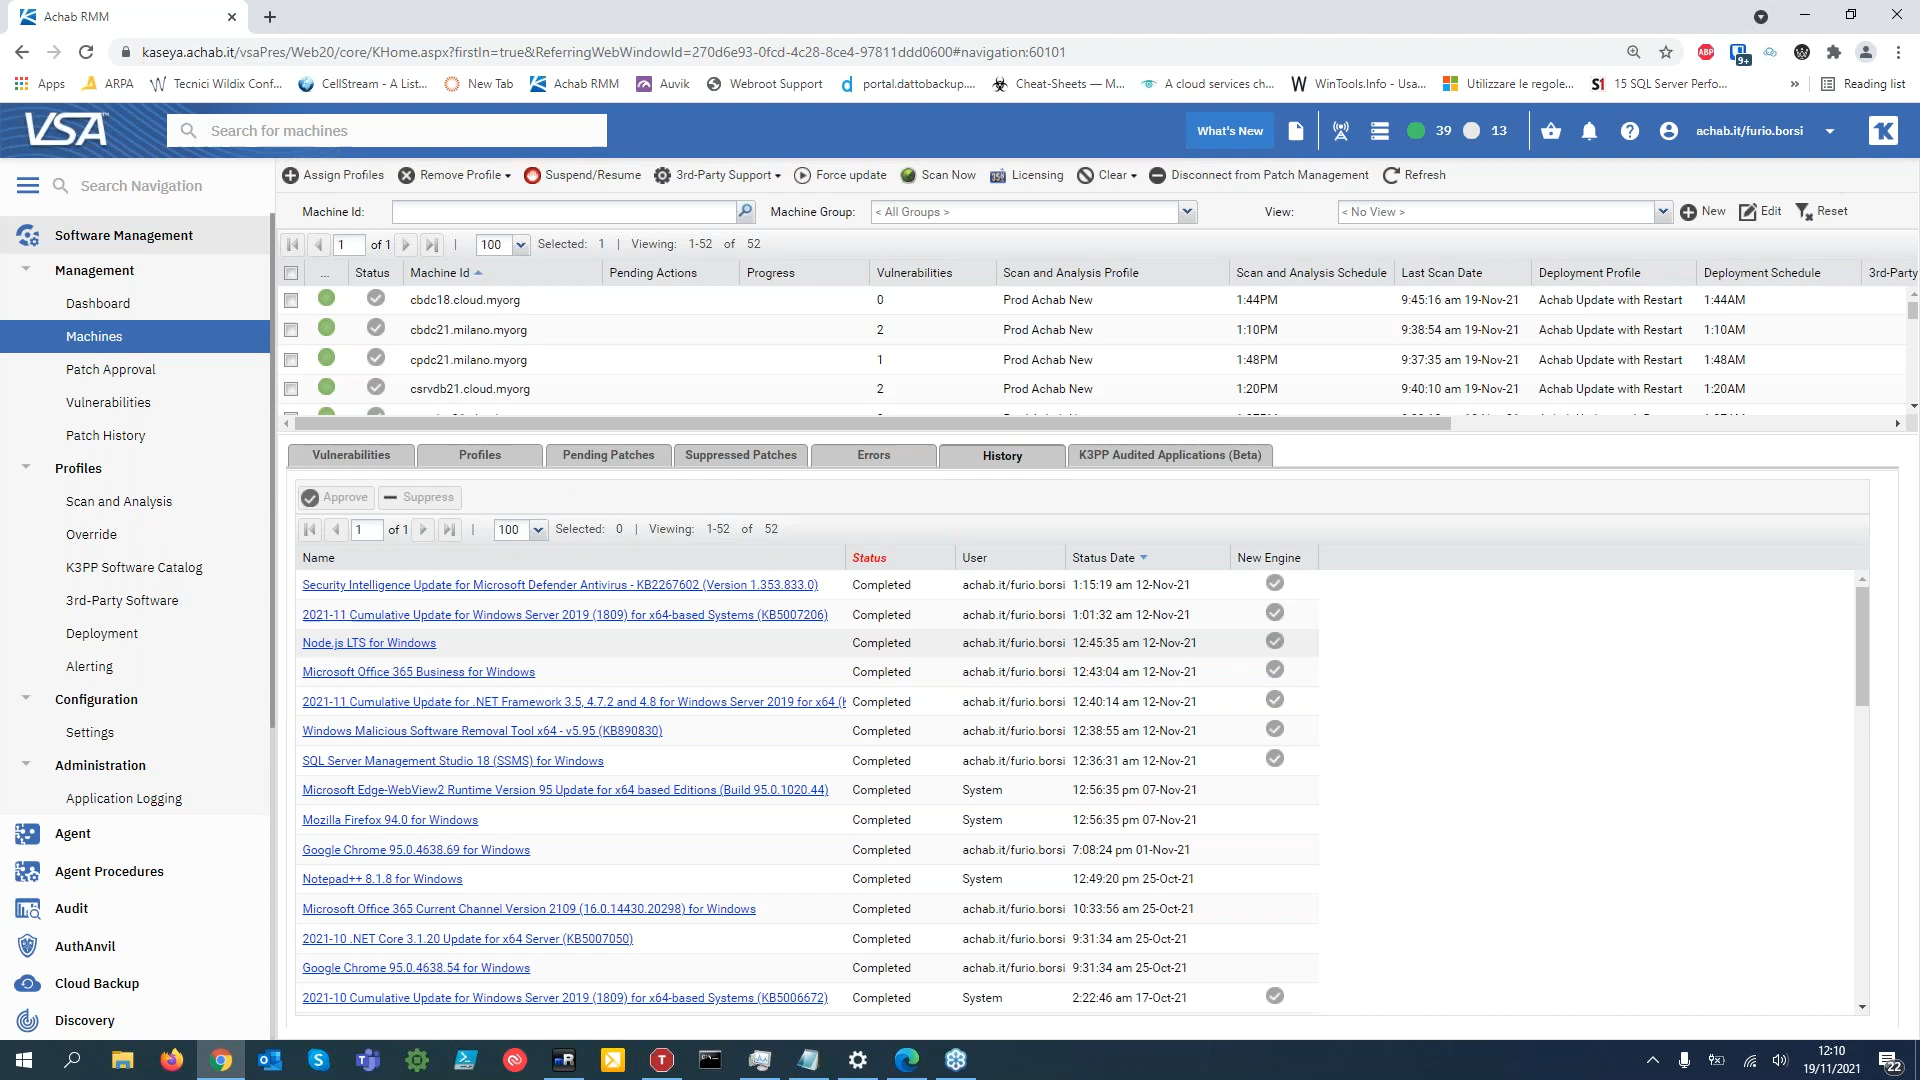 Achab RMM
kaseya.achab.it/vsaPres/Web20/core/KHome.aspx?firstIn=true&ReferringWebWindowId=270d6e93-0fcd-4c28-8ce4-97811ddd0600#navigation:60101
ABP 9+
Apps ARPA Tecnici Wildix Conf... CellStream - A List... New Tab Achab RMM Auvik Webroot Support portal.dattobackup.... Cheat-Sheets — M... A cloud services ch... WinTools.Info - Usa... Utilizzare le regole... 15 SQL Server Perfo... » Reading list
VSA Search for machines What's New 39 13 achab.it/furio.borsi
Search Navigation
Software Management
Management
Dashboard
Machines
Patch Approval
Vulnerabilities
Patch History
Profiles
Scan and Analysis
Override
K3PP Software Catalog
3rd-Party Software
Deployment
Alerting
Configuration
Settings
Administration
Application Logging
Agent
Agent Procedures
Audit
AuthAnvil
Cloud Backup
Discovery
Assign Profiles Remove Profile Suspend/Resume 3rd-Party Support Force update Scan Now Licensing Clear Disconnect from Patch Management Refresh
Machine Id: Machine Group: < All Groups > View: < No View > New Edit Reset
1 of 1 | 100 Selected: 1 | Viewing: 1-52 of 52
... Status Machine Id Pending Actions Progress Vulnerabilities Scan and Analysis Profile Scan and Analysis Schedule Last Scan Date Deployment Profile Deployment Schedule 3rd-Party
cbdc18.cloud.myorg 0 Prod Achab New 1:44PM 9:45:16 am 19-Nov-21 Achab Update with Restart 1:44AM
cbdc21.milano.myorg 2 Prod Achab New 1:10PM 9:38:54 am 19-Nov-21 Achab Update with Restart 1:10AM
cpdc21.milano.myorg 1 Prod Achab New 1:48PM 9:37:35 am 19-Nov-21 Achab Update with Restart 1:48AM
csrvdb21.cloud.myorg 2 Prod Achab New 1:20PM 9:40:10 am 19-Nov-21 Achab Update with Restart 1:20AM
Vulnerabilities Profiles Pending Patches Suppressed Patches Errors History K3PP Audited Applications (Beta)
Approve Suppress
1 of 1 | 100 Selected: 0 | Viewing: 1-52 of 52
Name Status User Status Date New Engine
Security Intelligence Update for Microsoft Defender Antivirus - KB2267602 (Version 1.353.833.0) Completed achab.it/furio.borsi 1:15:19 am 12-Nov-21
2021-11 Cumulative Update for Windows Server 2019 (1809) for x64-based Systems (KB5007206) Completed achab.it/furio.borsi 1:01:32 am 12-Nov-21
Node.js LTS for Windows Completed achab.it/furio.borsi 12:45:35 am 12-Nov-21
Microsoft Office 365 Business for Windows Completed achab.it/furio.borsi 12:43:04 am 12-Nov-21
2021-11 Cumulative Update for .NET Framework 3.5, 4.7.2 and 4.8 for Windows Server 2019 for x64 ( Completed achab.it/furio.borsi 12:40:14 am 12-Nov-21
Windows Malicious Software Removal Tool x64 - v5.95 (KB890830) Completed achab.it/furio.borsi 12:38:55 am 12-Nov-21
SQL Server Management Studio 18 (SSMS) for Windows Completed achab.it/furio.borsi 12:36:31 am 12-Nov-21
Microsoft Edge-WebView2 Runtime Version 95 Update for x64 based Editions (Build 95.0.1020.44) Completed System 12:56:35 pm 07-Nov-21
Mozilla Firefox 94.0 for Windows Completed System 12:56:35 pm 07-Nov-21
Google Chrome 95.0.4638.69 for Windows Completed achab.it/furio.borsi 7:08:24 pm 01-Nov-21
Notepad++ 8.1.8 for Windows Completed System 12:49:20 pm 25-Oct-21
Microsoft Office 365 Current Channel Version 2109 (16.0.14430.20298) for Windows Completed achab.it/furio.borsi 10:33:56 am 25-Oct-21
2021-10 .NET Core 3.1.20 Update for x64 Server (KB5007050) Completed achab.it/furio.borsi 9:31:34 am 25-Oct-21
Google Chrome 95.0.4638.54 for Windows Completed achab.it/furio.borsi 9:31:34 am 25-Oct-21
2021-10 Cumulative Update for Windows Server 2019 (1809) for x64-based Systems (KB5006672) Completed System 2:22:46 am 17-Oct-21
12:10
19/11/2021
22